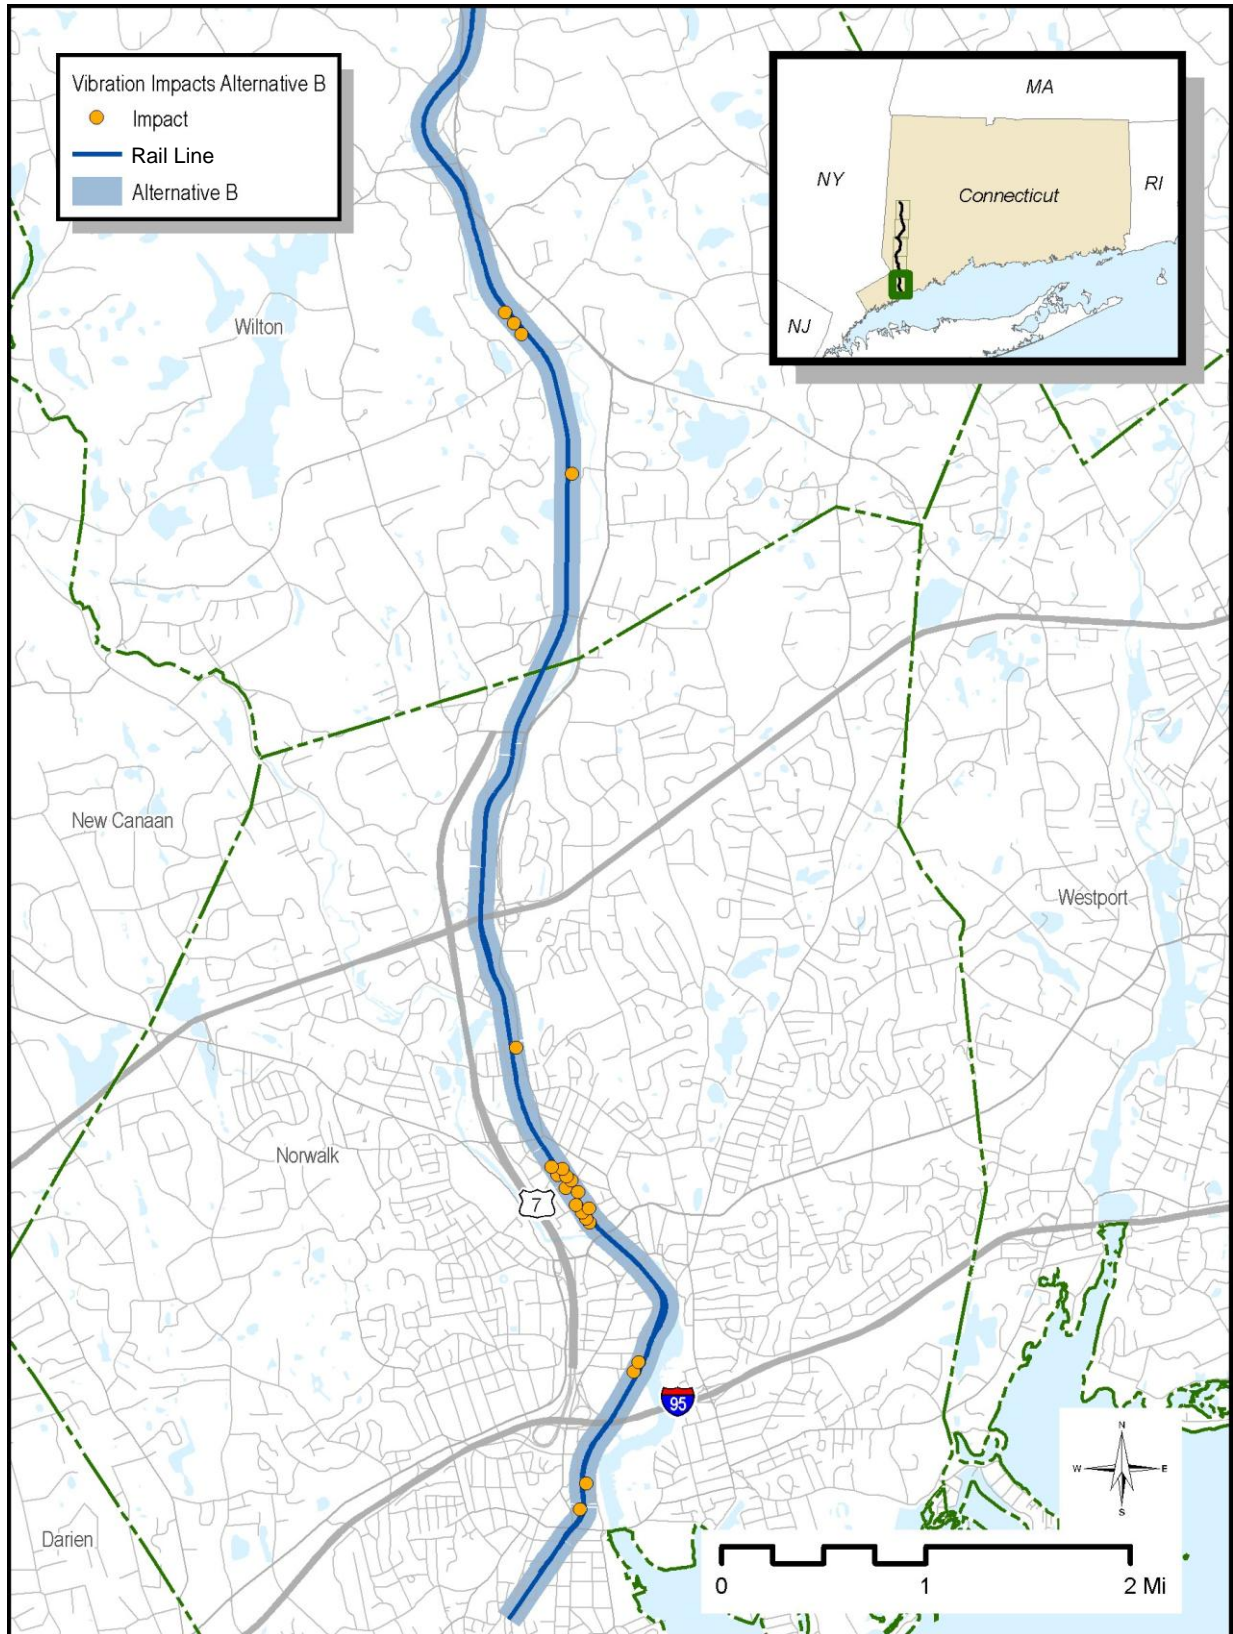 Vibration Impacts Alternative B
Impact
Rail Line
Alternative B
MA
NY
Connecticut
RI
NJ
Wilton
New Canaan
Westport
Norwalk
7
95
N
W E
S
Darien
0 1 2 Mi